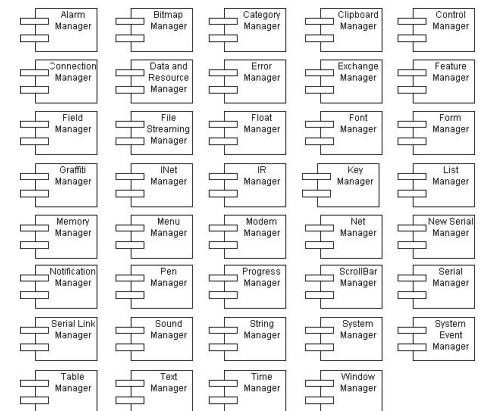 Alarm
Manager
Bitmap
Manager
Category
Manager
Clipboard
Manager
Control
Manager
Connection
Manager
Data and
Resource
Manager
Error
Manager
Exchange
Manager
Feature
Manager
Field
Manager
File
Streaming
Manager
Float
Manager
Font
Manager
Form
Manager
Graffiti
Manager
INet
Manager
IR
Manager
Key
Manager
List
Manager
Memory
Manager
Menu
Manager
Modem
Manager
Net
Manager
New Serial
Manager
Notification
Manager
Pen
Manager
Progress
Manager
ScrollBar
Manager
Serial
Manager
Serial Link
Manager
Sound
Manager
String
Manager
System
Manager
System
Event
Manager
Table
Manager
Text
Manager
Time
Manager
Window
Manager